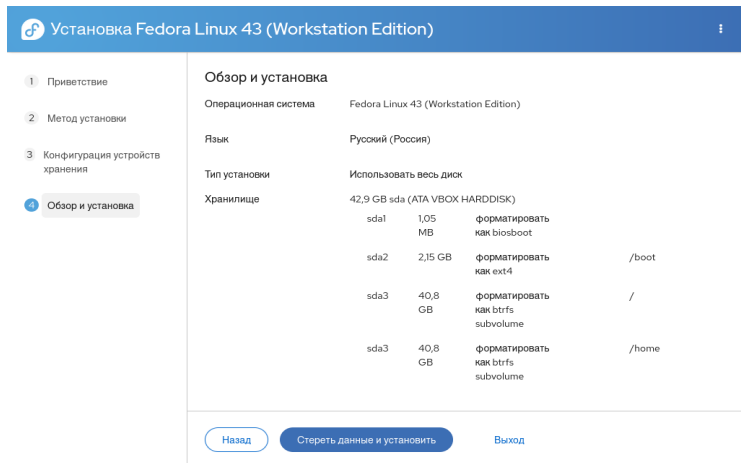 Установка Fedora Linux 43 (Workstation Edition)
1 Приветствие
2 Метод установки
3 Конфигурация устройств
хранения
4 Обзор и установка
Обзор и установка
Операционная система Fedora Linux 43 (Workstation Edition)
Язык Русский (Россия)
Тип установки Использовать весь диск
Хранилище 42,9 GB sda (ATA VBOX HARDDISK)
sda1 1,05 форматировать
MB как biosboot
sda2 2,15 GB форматировать /boot
как ext4
sda3 40,8 форматировать /
GB как btrfs
subvolume
sda3 40,8 форматировать /home
GB как btrfs
subvolume
Назад Стереть данные и установить Выход